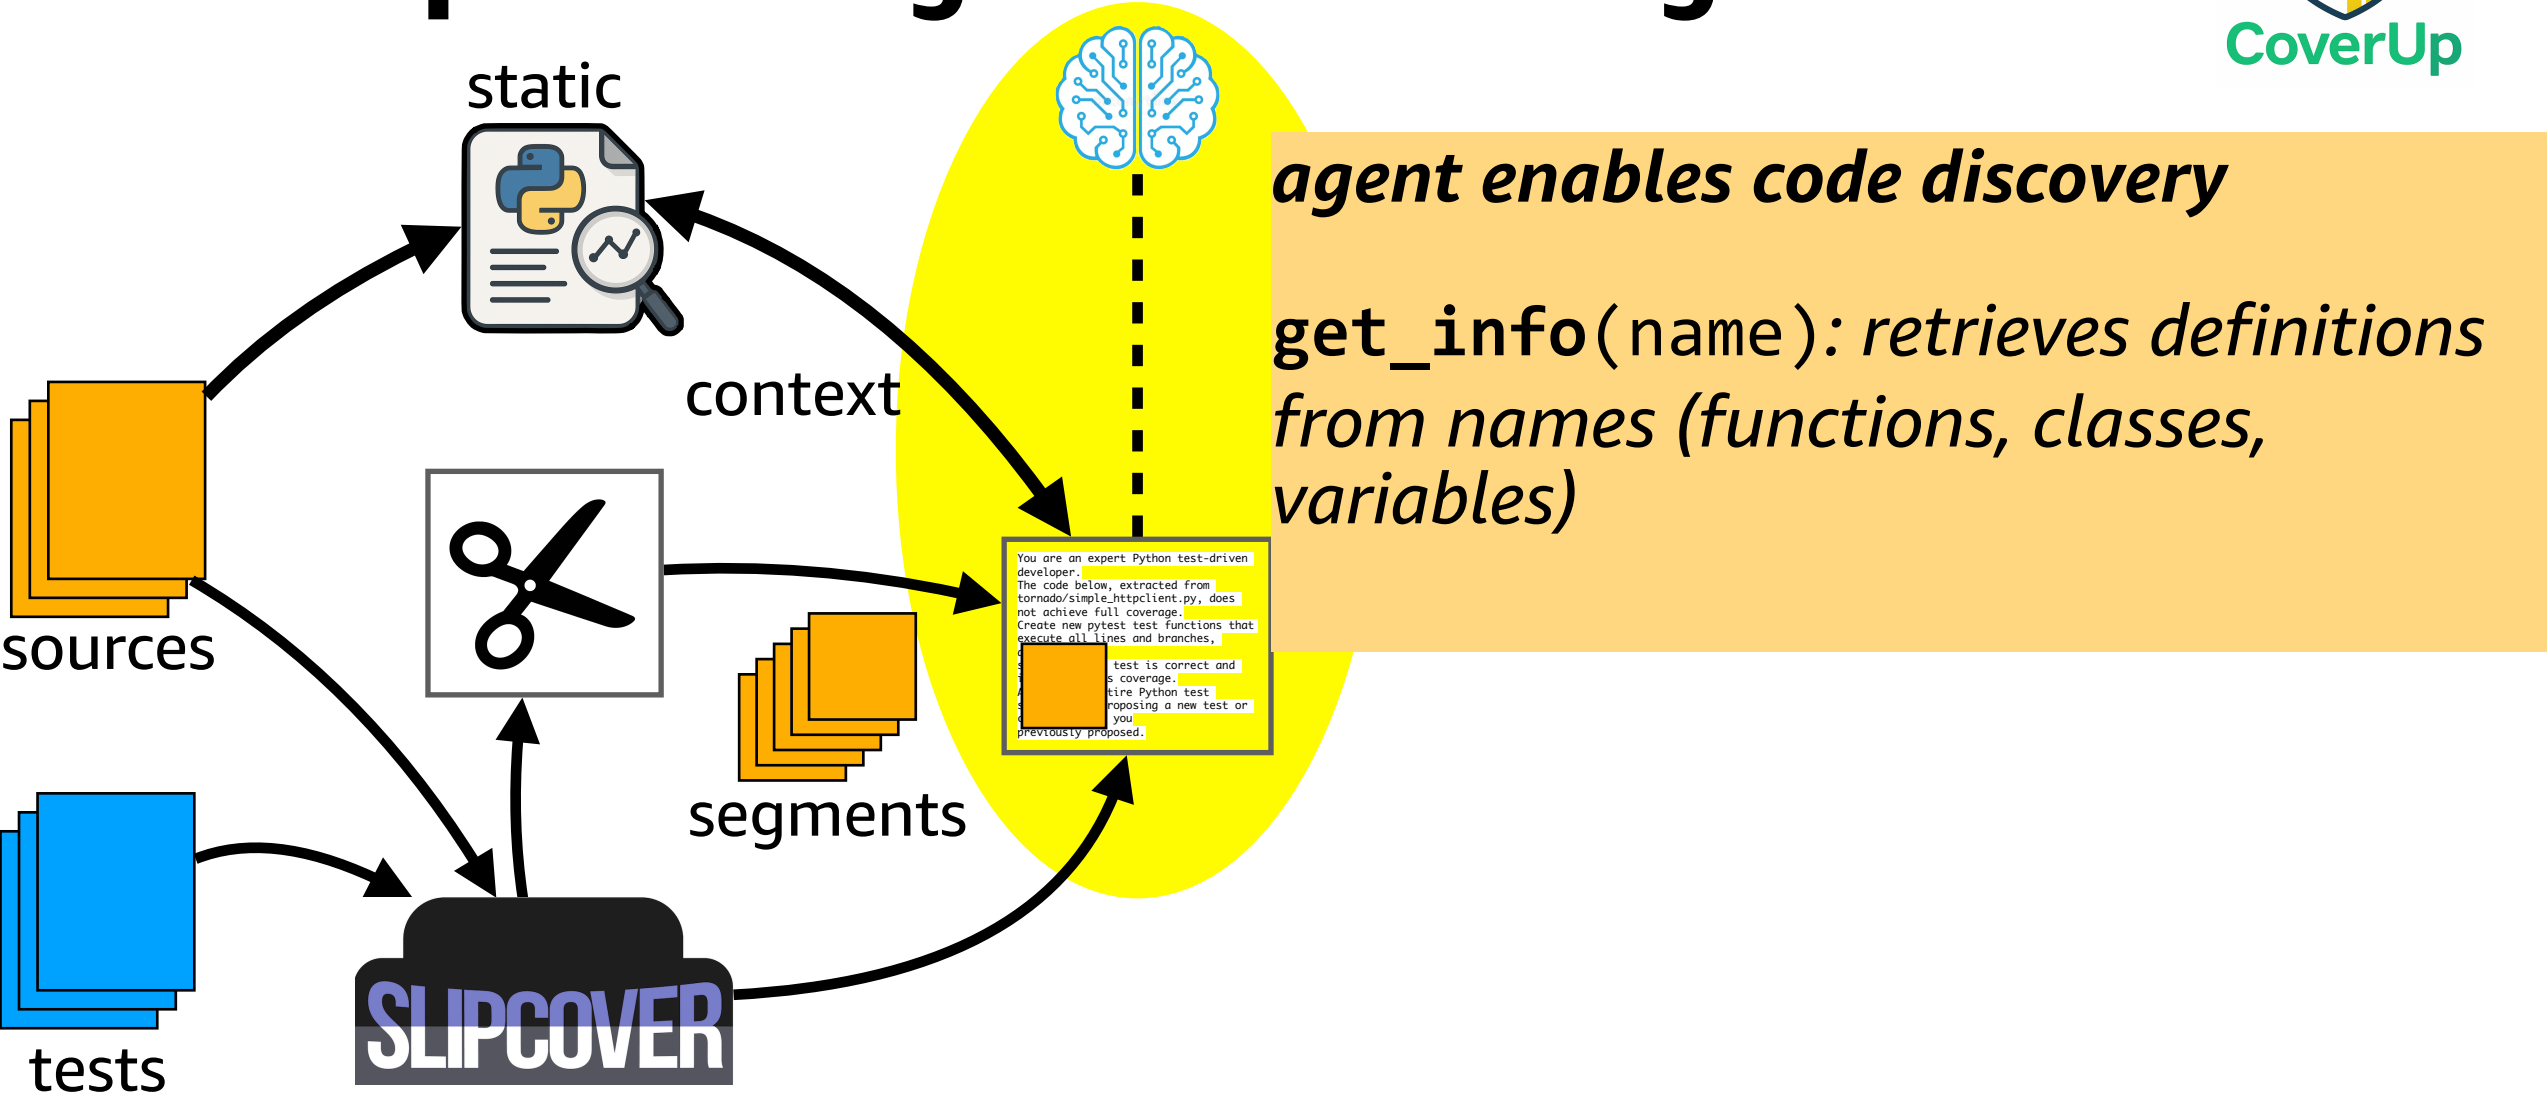 CoverUp
static
agent enables code discovery
get_info(name): retrieves definitions
from names (functions, classes,
variables)
context
sources
You are an expert Python test-driven
developer.
The code below, extracted from
tornado/simple_httpclient.py, does
not achieve full coverage.
Create new pytest test functions that
execute all lines and branches,
test is correct and
coverage.
Python test
new test or
you
previously proposed.
segments
SLIPCOVER
tests